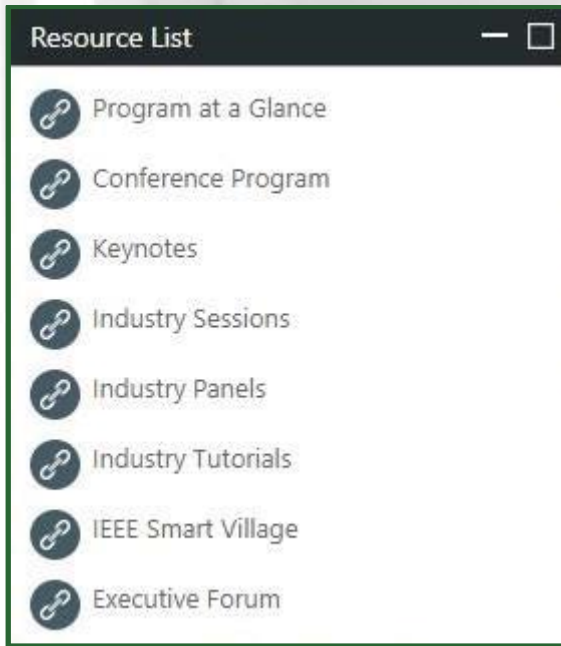 Resource List
Program at a Glance
Conference Program
Keynotes
Industry Sessions
Industry Panels
Industry Tutorials
IEEE Smart Village
Executive Forum